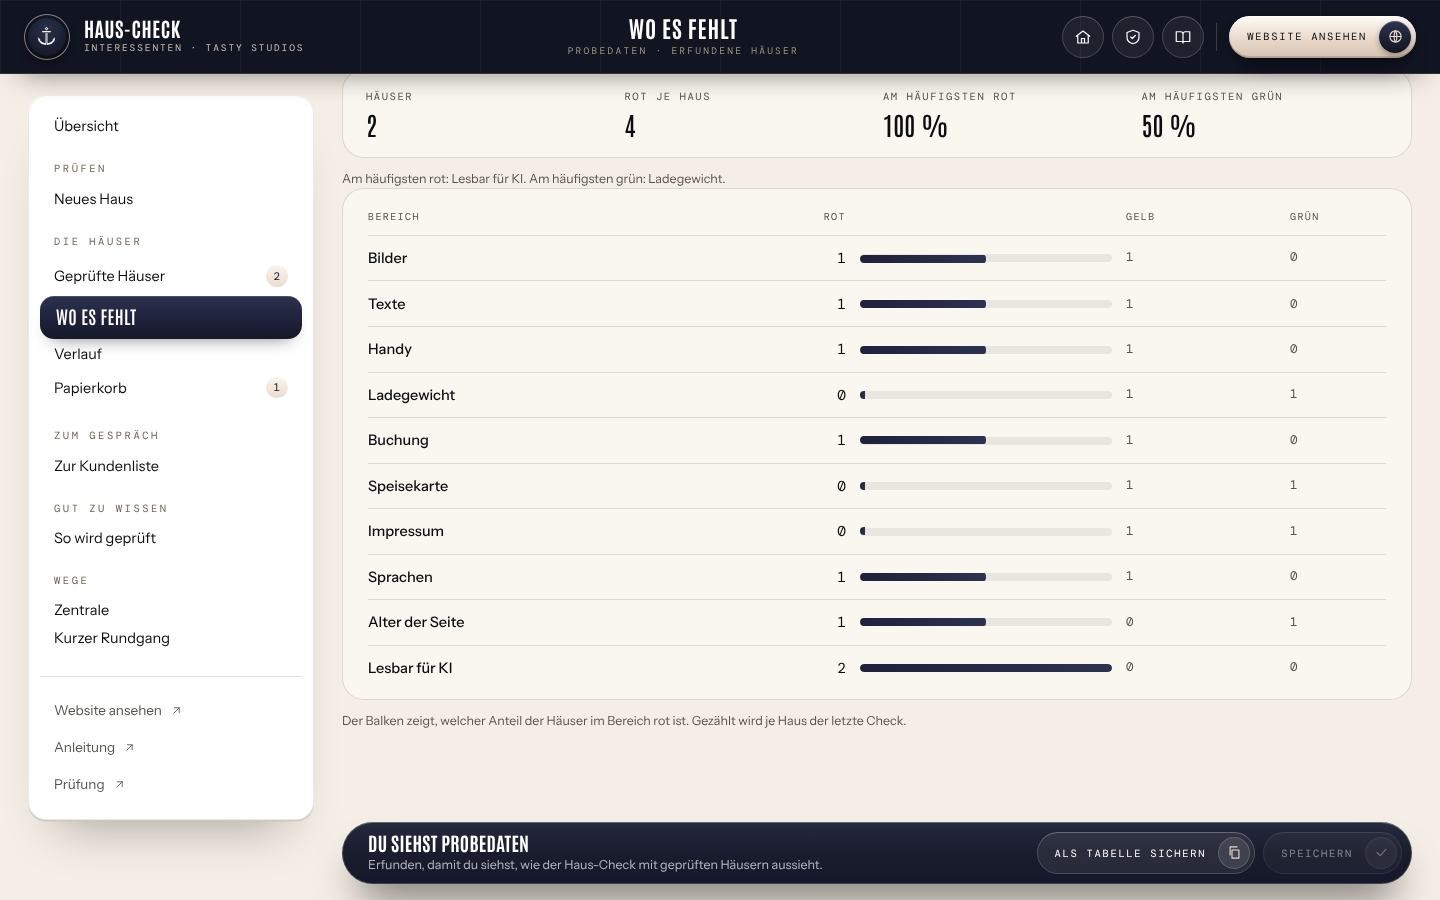 HAUS-CHECK
INTERESSENTEN · TASTY STUDIOS
WO ES FEHLT
PROBEDATEN · ERFUNDENE HÄUSER
WEBSITE ANSEHEN
Übersicht
PRÜFEN
Neues Haus
DIE HÄUSER
Geprüfte Häuser 2
WO ES FEHLT
Verlauf
Papierkorb 1
ZUM GESPRÄCH
Zur Kundenliste
GUT ZU WISSEN
So wird geprüft
WEGE
Zentrale
Kurzer Rundgang
Website ansehen
Anleitung
Prüfung
HÄUSER ROT JE HAUS AM HÄUFIGSTEN ROT AM HÄUFIGSTEN GRÜN
2 4 100 % 50 %
Am häufigsten rot: Lesbar für KI. Am häufigsten grün: Ladegewicht.
BEREICH ROT GELB GRÜN
Bilder 1 1 0
Texte 1 1 0
Handy 1 1 0
Ladegewicht 0 1 1
Buchung 1 1 0
Speisekarte 0 1 1
Impressum 0 1 1
Sprachen 1 1 0
Alter der Seite 1 0 1
Lesbar für KI 2 0 0
Der Balken zeigt, welcher Anteil der Häuser im Bereich rot ist. Gezählt wird je Haus der letzte Check.
DU SIEHST PROBEDATEN
Erfunden, damit du siehst, wie der Haus-Check mit geprüften Häusern aussieht.
ALS TABELLE SICHERN
SPEICHERN